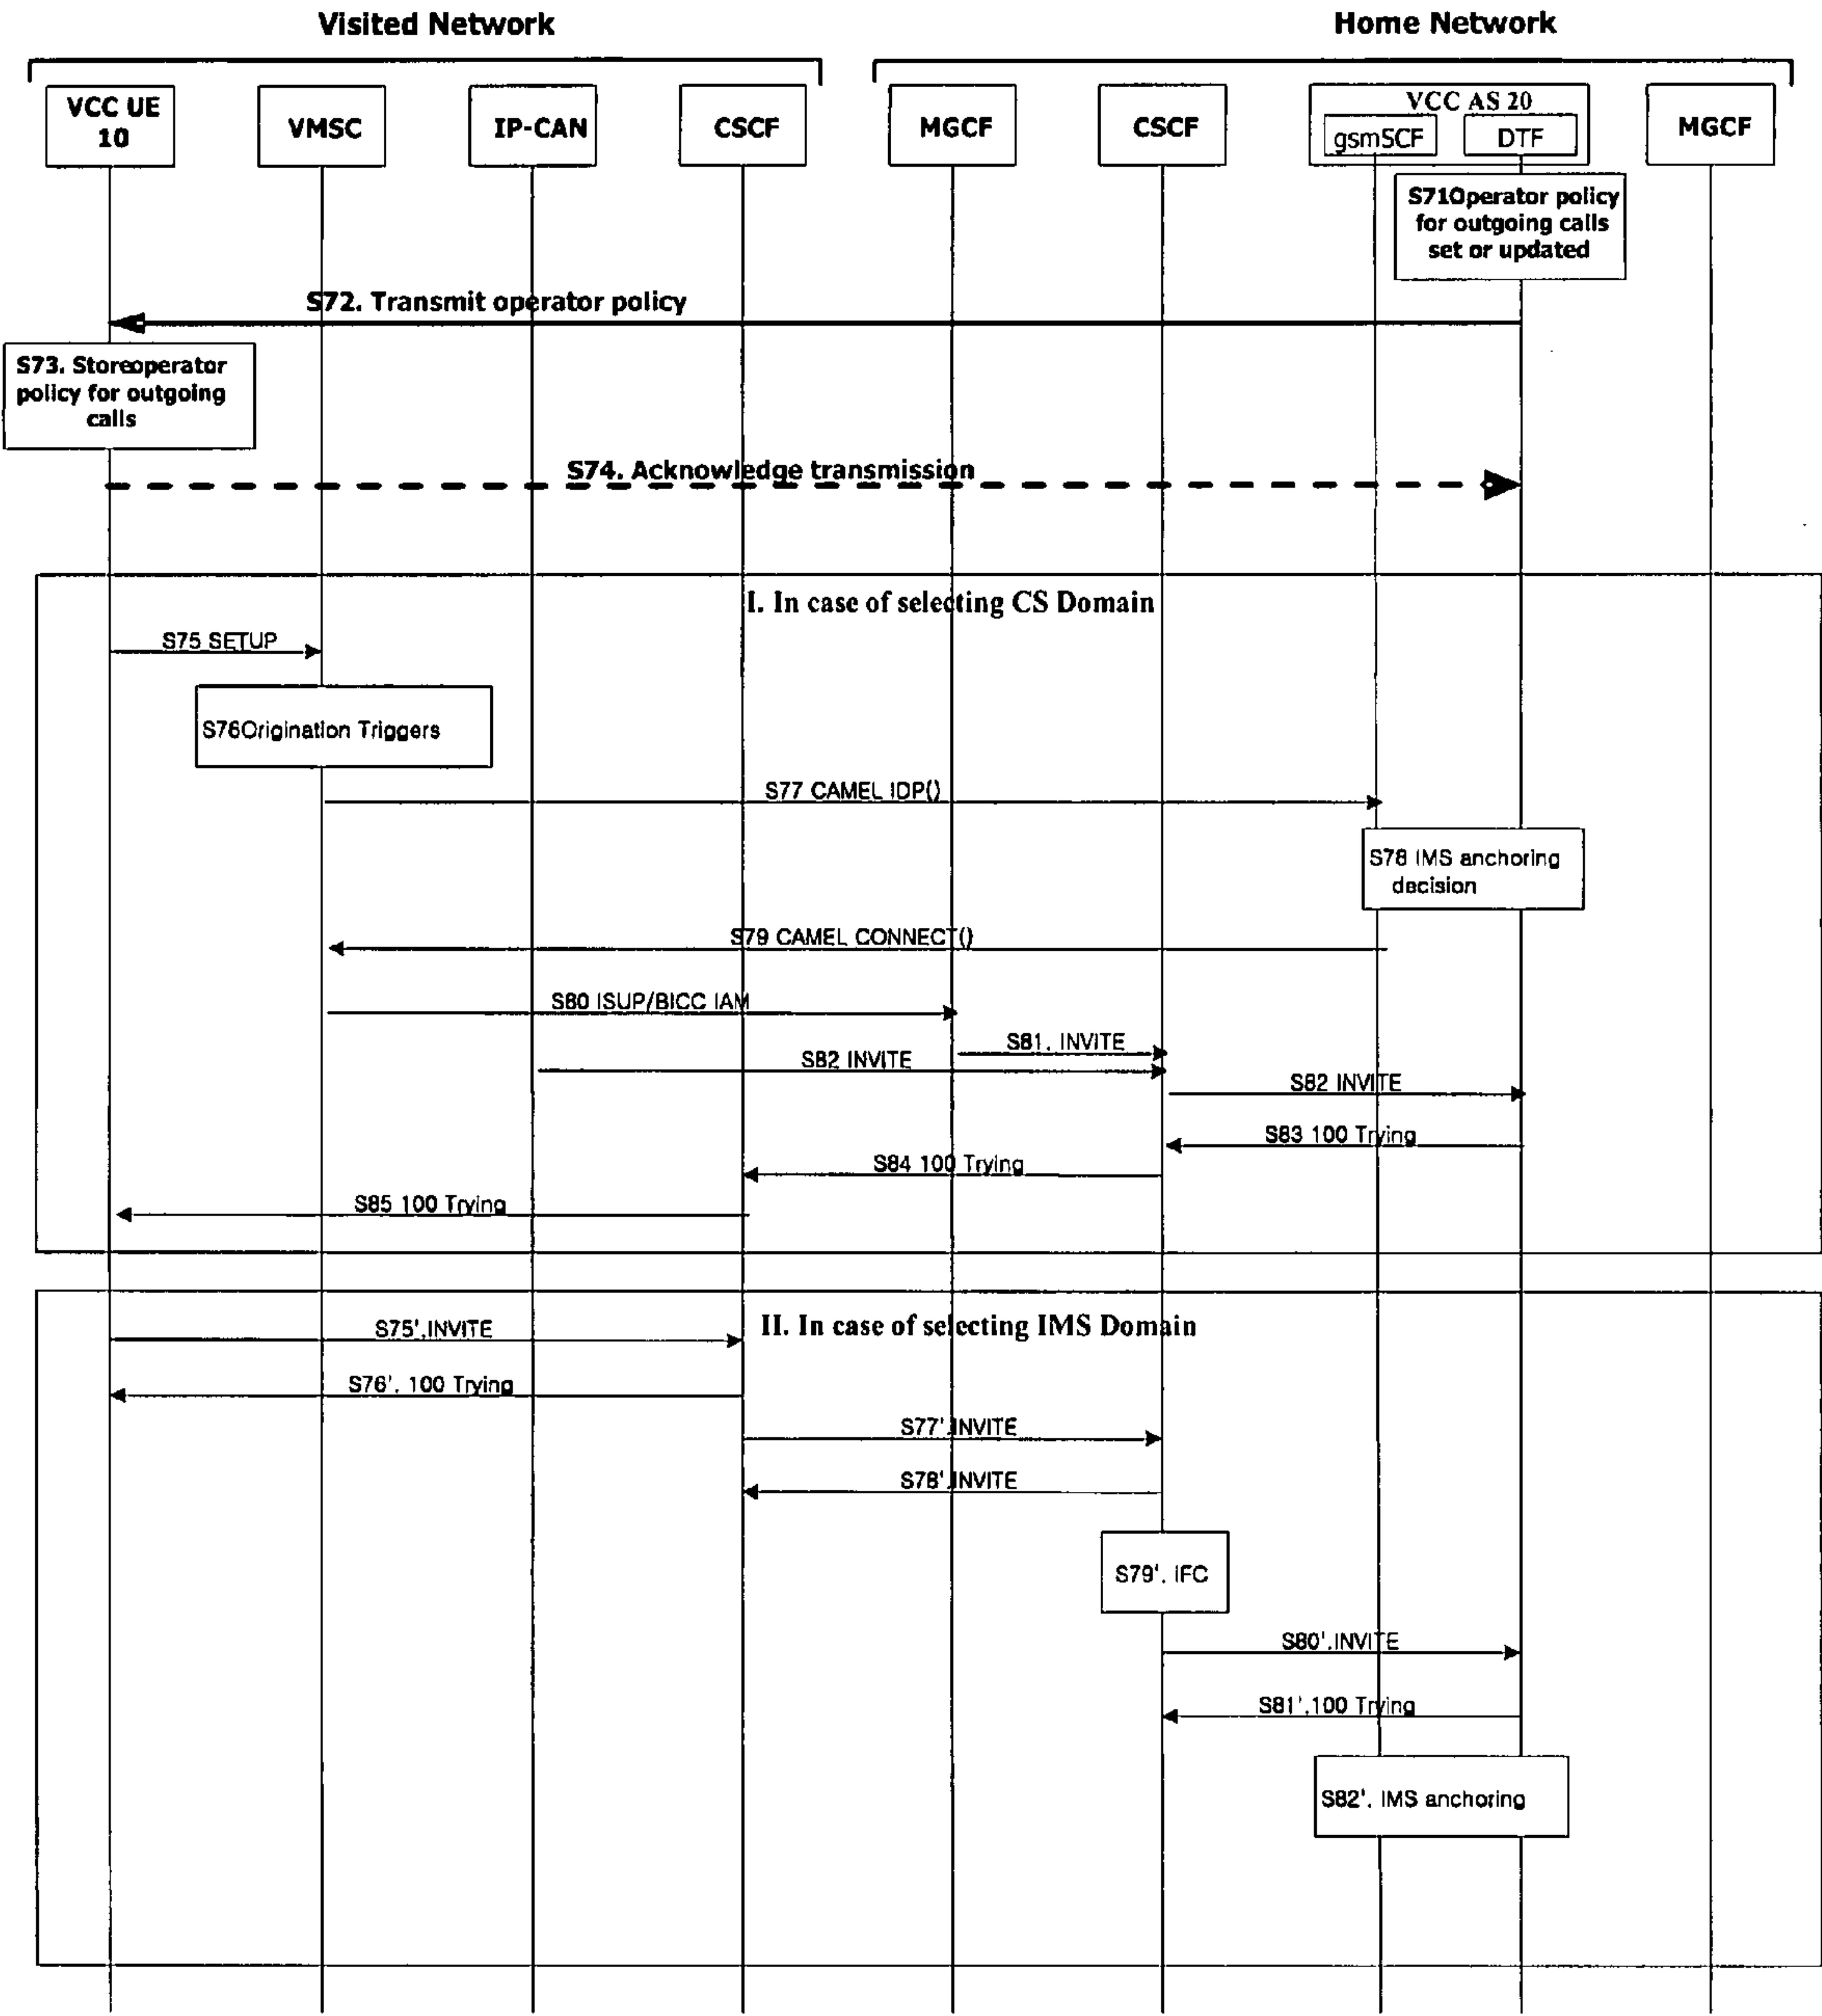 Visited Network
Home Network
VCC UE
10
VMSC
IP-CAN
CSCF
MGCF
CSCF
VCC AS 20
gsmSCF
DTF
MGCF
S71Operator policy
for outgoing calls
set or updated
S72. Transmit operator policy
S73. Storeoperator
policy for outgoing
calls
S74. Acknowledge transmission
I. In case of selecting CS Domain
S75 SETUP
S76Origination Triggers
S77 CAMEL IDP()
S78 IMS anchoring
decision
S79 CAMEL CONNECT()
S80 ISUP/BICC IAM
S81. INVITE
S82 INVITE
S82 INVITE
S83 100 Trying
S84 100 Trying
S85 100 Trying
II. In case of selecting IMS Domain
S75'.INVITE
S76'. 100 Trying
S77'.INVITE
S78'.INVITE
S79'. IFC
S80'.INVITE
S81'.100 Trying
S82'. IMS anchoring